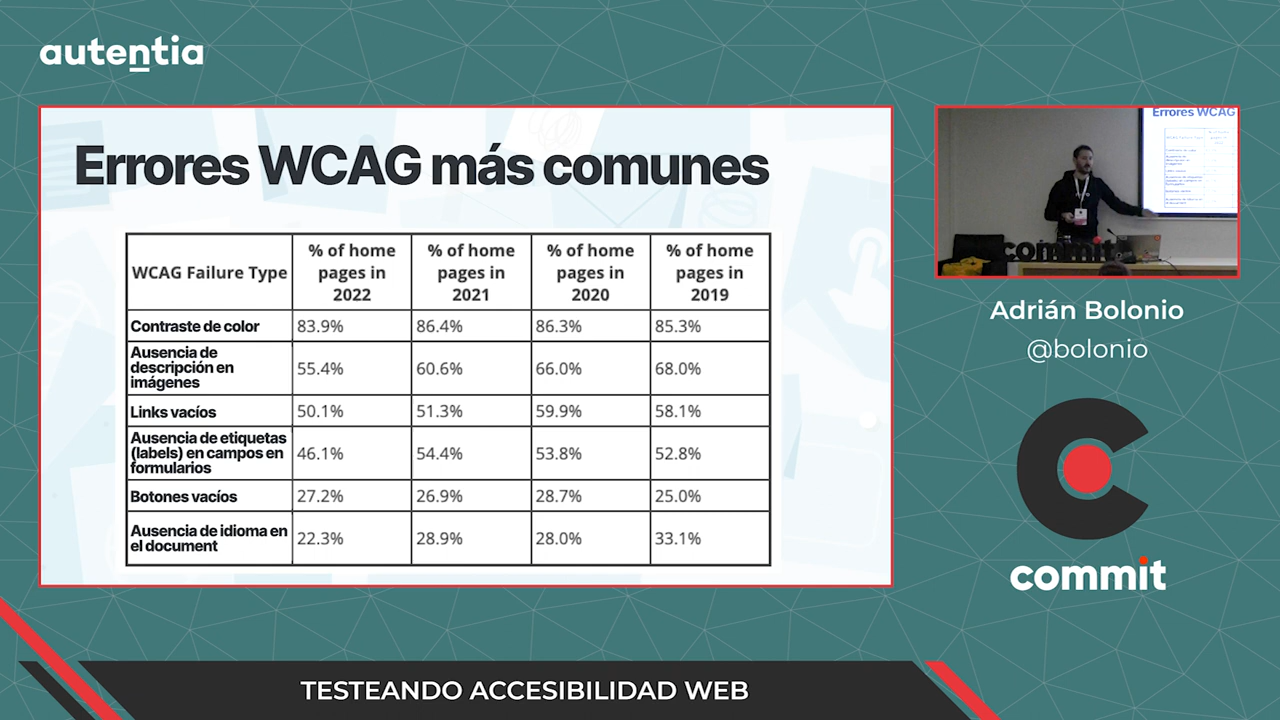 autentia
Errores WCAG más comunes
WCAG Failure Type
% of home
pages in
2022
% of home
pages in
2021
% of home
pages in
2020
% of home
pages in
2019
Contraste de color
83.9%
86.4%
86.3%
85.3%
Ausencia de
descripción en
imágenes
55.4%
60.6%
66.0%
68.0%
Links vacíos
50.1%
51.3%
59.9%
58.1%
Ausencia de etiquetas
(labels) en campos en
formularios
46.1%
54.4%
53.8%
52.8%
Botones vacíos
27.2%
26.9%
28.7%
25.0%
Ausencia de idioma en
el document
22.3%
28.9%
28.0%
33.1%
Errores WCAG
commit
Adrián Bolonio
@bolonio
commit
TESTEANDO ACCESIBILIDAD WEB